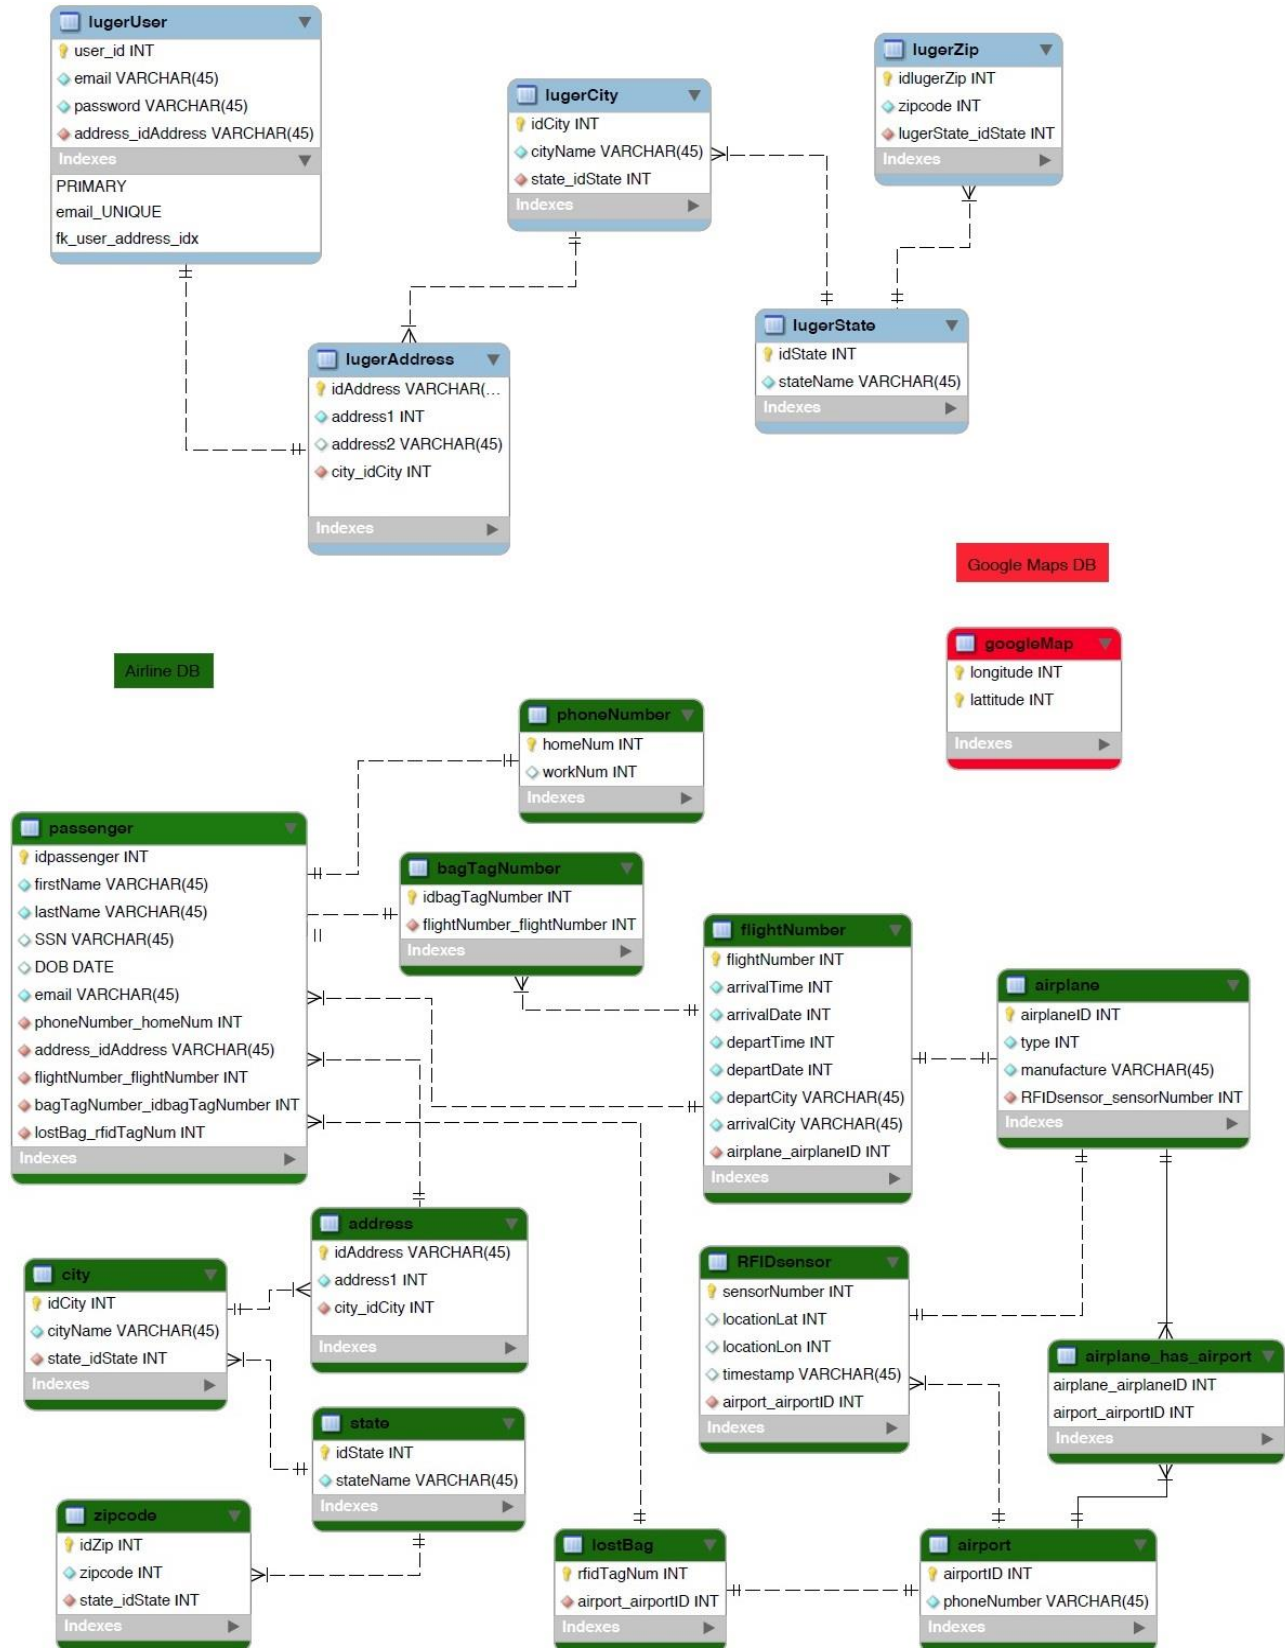 lugerUser
user_id INT
email VARCHAR(45)
password VARCHAR(45)
address_idAddress VARCHAR(45)
Indexes
PRIMARY
email_UNIQUE
fk_user_address_idx
lugerCity
idCity INT
cityName VARCHAR(45)
state_idState INT
Indexes
lugerZip
idlugerZip INT
zipcode INT
lugerState_idState INT
Indexes
lugerAddress
idAddress VARCHAR(...
address1 INT
address2 VARCHAR(45)
city_idCity INT
Indexes
lugerState
idState INT
stateName VARCHAR(45)
Indexes
Google Maps DB
googleMap
longitude INT
lattitude INT
Indexes
Airline DB
phoneNumber
homeNum INT
workNum INT
Indexes
passenger
idpassenger INT
firstName VARCHAR(45)
lastName VARCHAR(45)
SSN VARCHAR(45)
DOB DATE
email VARCHAR(45)
phoneNumber_homeNum INT
address_idAddress VARCHAR(45)
flightNumber_flightNumber INT
bagTagNumber_idbagTagNumber INT
lostBag_rfidTagNum INT
Indexes
bagTagNumber
idbagTagNumber INT
flightNumber_flightNumber INT
Indexes
flightNumber
flightNumber INT
arrivalTime INT
arrivalDate INT
departTime INT
departDate INT
departCity VARCHAR(45)
arrivalCity VARCHAR(45)
airplane_airplaneID INT
Indexes
airplane
airplaneID INT
type INT
manufacture VARCHAR(45)
RFIDsensor_sensorNumber INT
Indexes
address
idAddress VARCHAR(45)
address1 INT
city_idCity INT
Indexes
city
idCity INT
cityName VARCHAR(45)
state_idState INT
Indexes
RFIDsensor
sensorNumber INT
locationLat INT
locationLon INT
timestamp VARCHAR(45)
airport_airportID INT
Indexes
airplane_has_airport
airplane_airplaneID INT
airport_airportID INT
Indexes
state
idState INT
stateName VARCHAR(45)
Indexes
zipcode
idZip INT
zipcode INT
state_idState INT
Indexes
lostBag
rfidTagNum INT
airport_airportID INT
Indexes
airport
airportID INT
phoneNumber VARCHAR(45)
Indexes